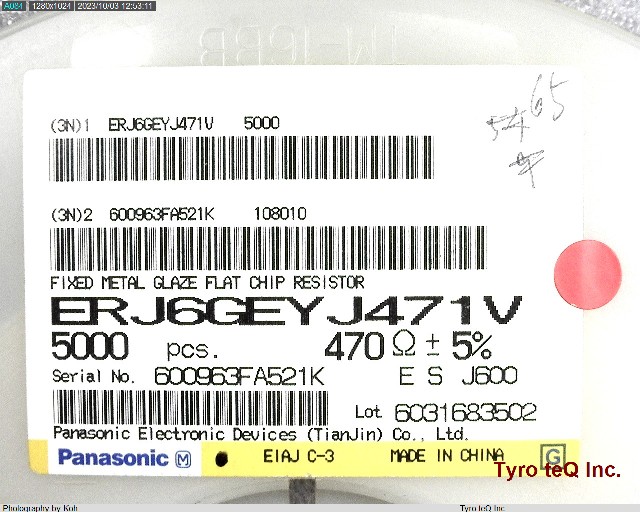 A084 1280x1024 2023/10/03 12:53:11
(3N)1 ERJ6GEYJ471V 5000
65
(3N)2 600963FA521K 108010
FIXED METAL GLAZE FLAT CHIP RESISTOR
ERJ6GEYJ471V
5000 pcs. 470 Ω ± 5%
Serial No. 600963FA521K E S J600
Lot 6031683502
Panasonic Electronic Devices (TianJin) Co., Ltd.
Panasonic M EIAJ C-3 MADE IN CHINA G
Tyro teQ Inc.
Photography by Koh Tyro teQ Inc